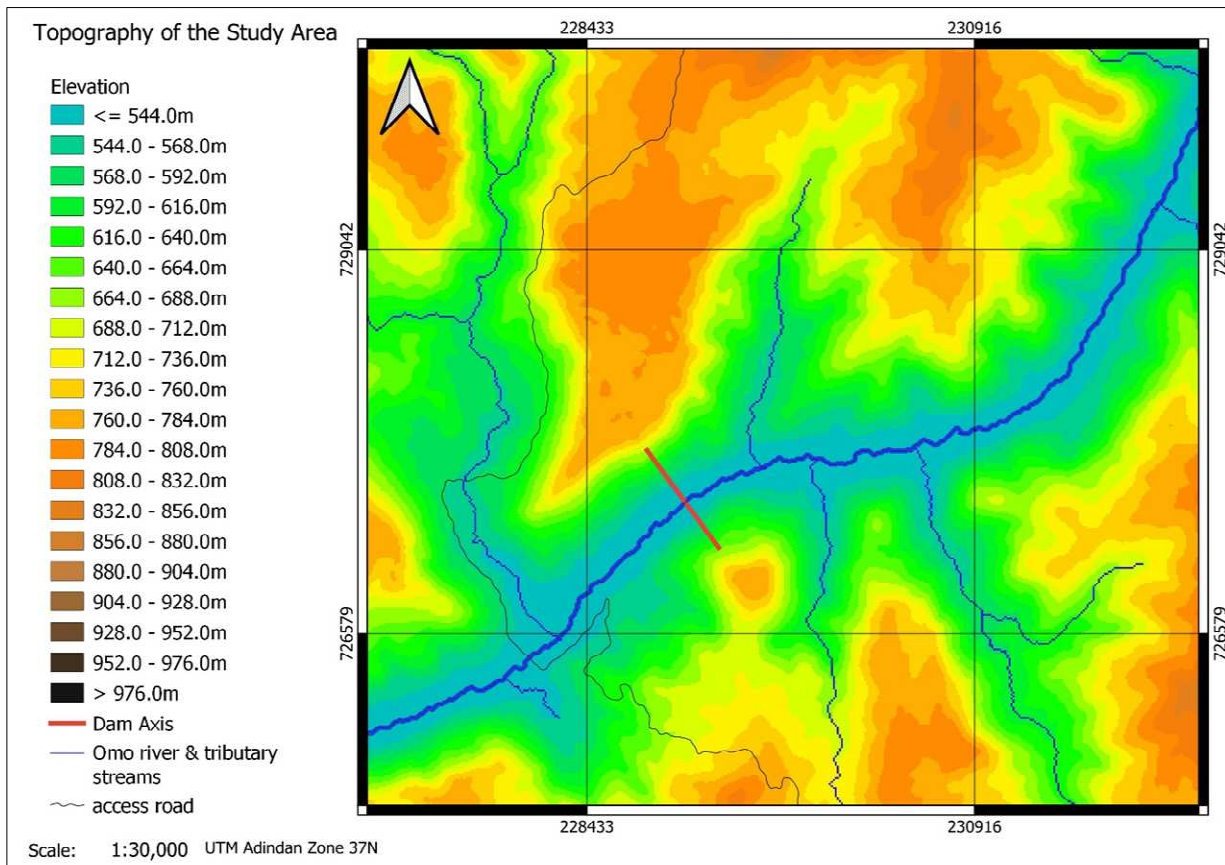 Topography of the Study Area
Elevation
<= 544.0m
544.0 - 568.0m
568.0 - 592.0m
592.0 - 616.0m
616.0 - 640.0m
640.0 - 664.0m
664.0 - 688.0m
688.0 - 712.0m
712.0 - 736.0m
736.0 - 760.0m
760.0 - 784.0m
784.0 - 808.0m
808.0 - 832.0m
832.0 - 856.0m
856.0 - 880.0m
880.0 - 904.0m
904.0 - 928.0m
928.0 - 952.0m
952.0 - 976.0m
> 976.0m
Dam Axis
Omo river & tributary
streams
access road
Scale: 1:30,000 UTM Adindan Zone 37N
228433 230916
729042 729042
726579 726579
228433 230916